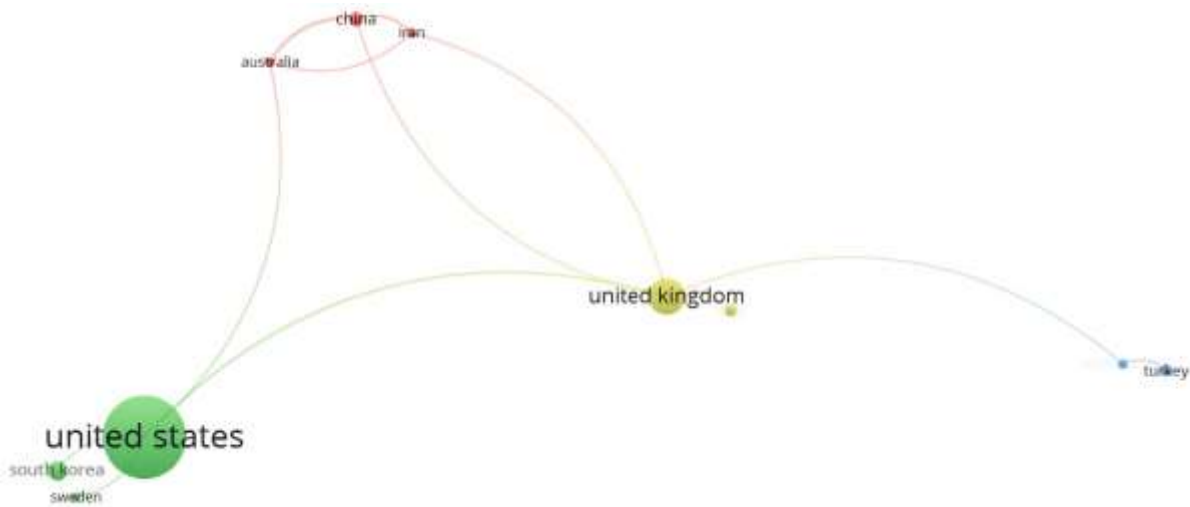 china
iran
australia
united kingdom
turkey
united states
south korea
sweden